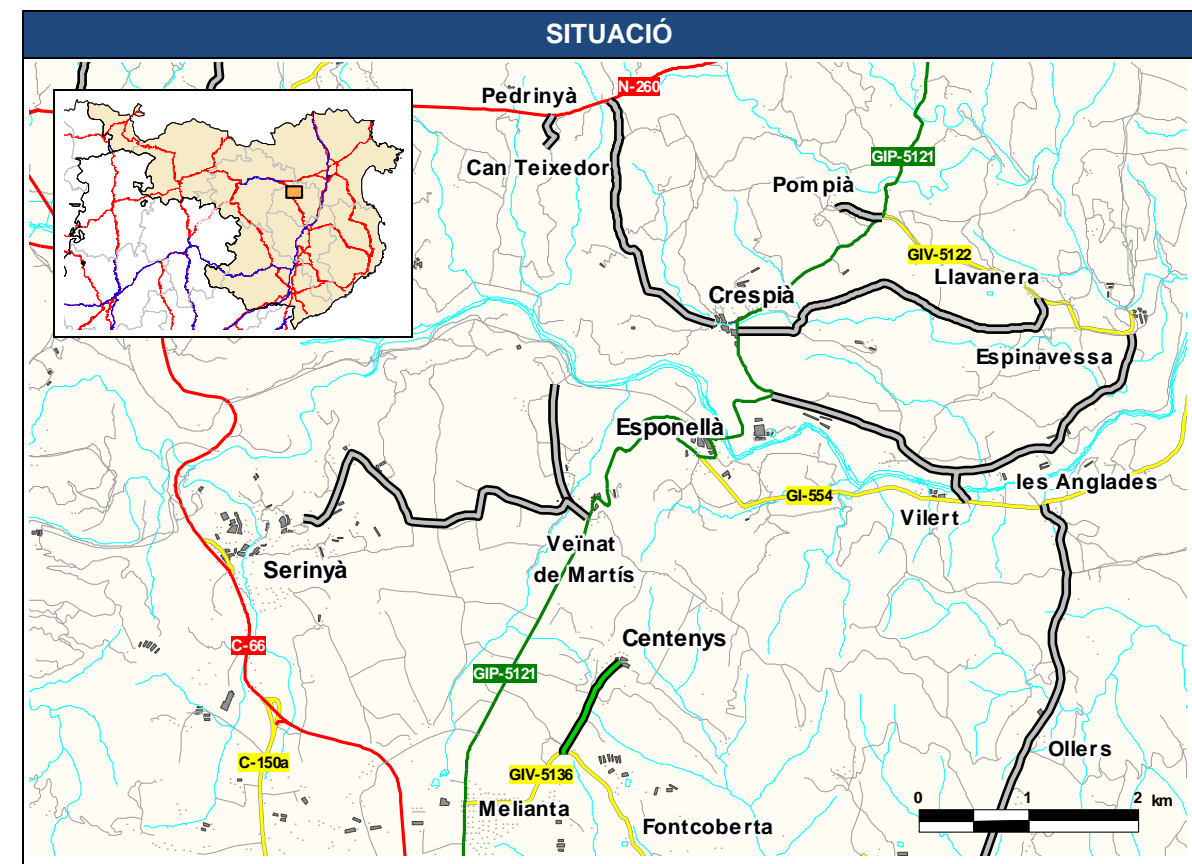 SITUACIÓ
N-260
Pedrinyà
Can Teixedor
GIP-5121
Pompià
GIV-5122
Llavanera
Crespià
Espinavessa
Esponellà
GI-554
les Anglades
Vilert
Veïnat
de Martís
Serinyà
Centenys
C-66
GIP-5121
Ollers
C-150a
GIV-5136
Melianta
Fontcoberta
0 1 2 km